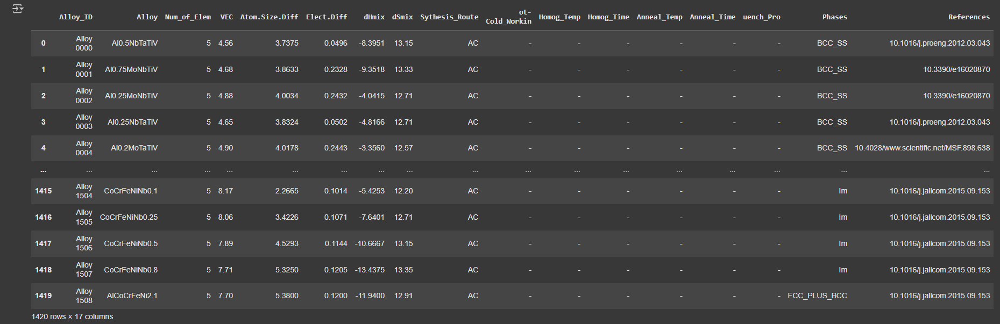 Alloy_ID Alloy Num_of_Elem VEC Atom.Size.Diff Elect.Diff dHmix dSmix Sythesis_Route ot-Cold_Workin Homog_Temp Homog_Time Anneal_Temp Anneal_Time uench_Pro Phases References
0 Alloy 0000 Al0.5NbTaTiV 5 4.56 3.7375 0.0496 -8.3951 13.15 AC - - - - - - BCC_SS 10.1016/j.proeng.2012.03.043
1 Alloy 0001 Al0.75MoNbTiV 5 4.68 3.8633 0.2328 -9.3518 13.33 AC - - - - - - BCC_SS 10.3390/e16020870
2 Alloy 0002 Al0.25MoNbTiV 5 4.88 4.0034 0.2432 -4.0415 12.71 AC - - - - - - BCC_SS 10.3390/e16020870
3 Alloy 0003 Al0.25NbTaTiV 5 4.65 3.8324 0.0502 -4.8166 12.71 AC - - - - - - BCC_SS 10.1016/j.proeng.2012.03.043
4 Alloy 0004 Al0.2MoTaTiV 5 4.90 4.0178 0.2443 -3.3560 12.57 AC - - - - - - BCC_SS 10.4028/www.scientific.net/MSF.898.638
... ... ... ... ... ... ... ... ... ... ... ... ... ... ... ... ... ...
1415 Alloy 1504 CoCrFeNiNb0.1 5 8.17 2.2665 0.1014 -5.4253 12.20 AC - - - - - - Im 10.1016/j.jallcom.2015.09.153
1416 Alloy 1505 CoCrFeNiNb0.25 5 8.06 3.4226 0.1071 -7.6401 12.71 AC - - - - - - Im 10.1016/j.jallcom.2015.09.153
1417 Alloy 1506 CoCrFeNiNb0.5 5 7.89 4.5293 0.1144 -10.6667 13.15 AC - - - - - - Im 10.1016/j.jallcom.2015.09.153
1418 Alloy 1507 CoCrFeNiNb0.8 5 7.71 5.3250 0.1205 -13.4375 13.35 AC - - - - - - Im 10.1016/j.jallcom.2015.09.153
1419 Alloy 1508 AlCoCrFeNi2.1 5 7.70 5.3800 0.1200 -11.9400 12.91 AC - - - - - - FCC_PLUS_BCC 10.1016/j.jallcom.2015.09.153
1420 rows × 17 columns